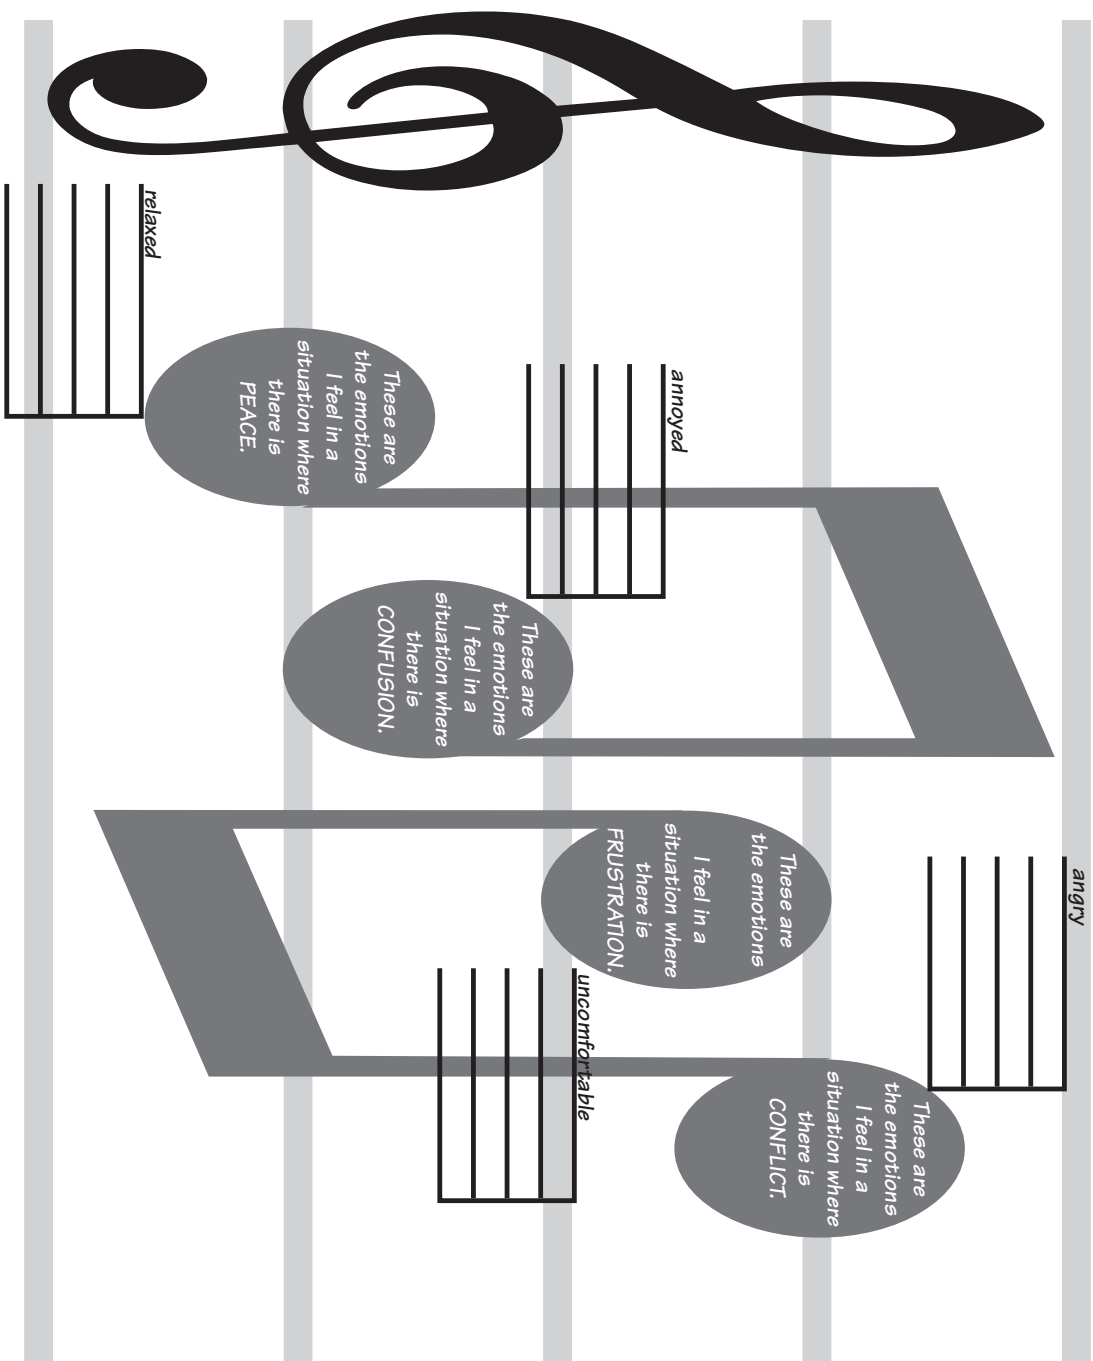 These are
the emotions
I feel in a
situation where
there is
PEACE.
relaxed
annoyed
These are
the emotions
I feel in a
situation where
there is
CONFUSION.
These are
the emotions
I feel in a
situation where
there is
FRUSTRATION.
uncomfortable
angry
These are
the emotions
I feel in a
situation where
there is
CONFLICT.